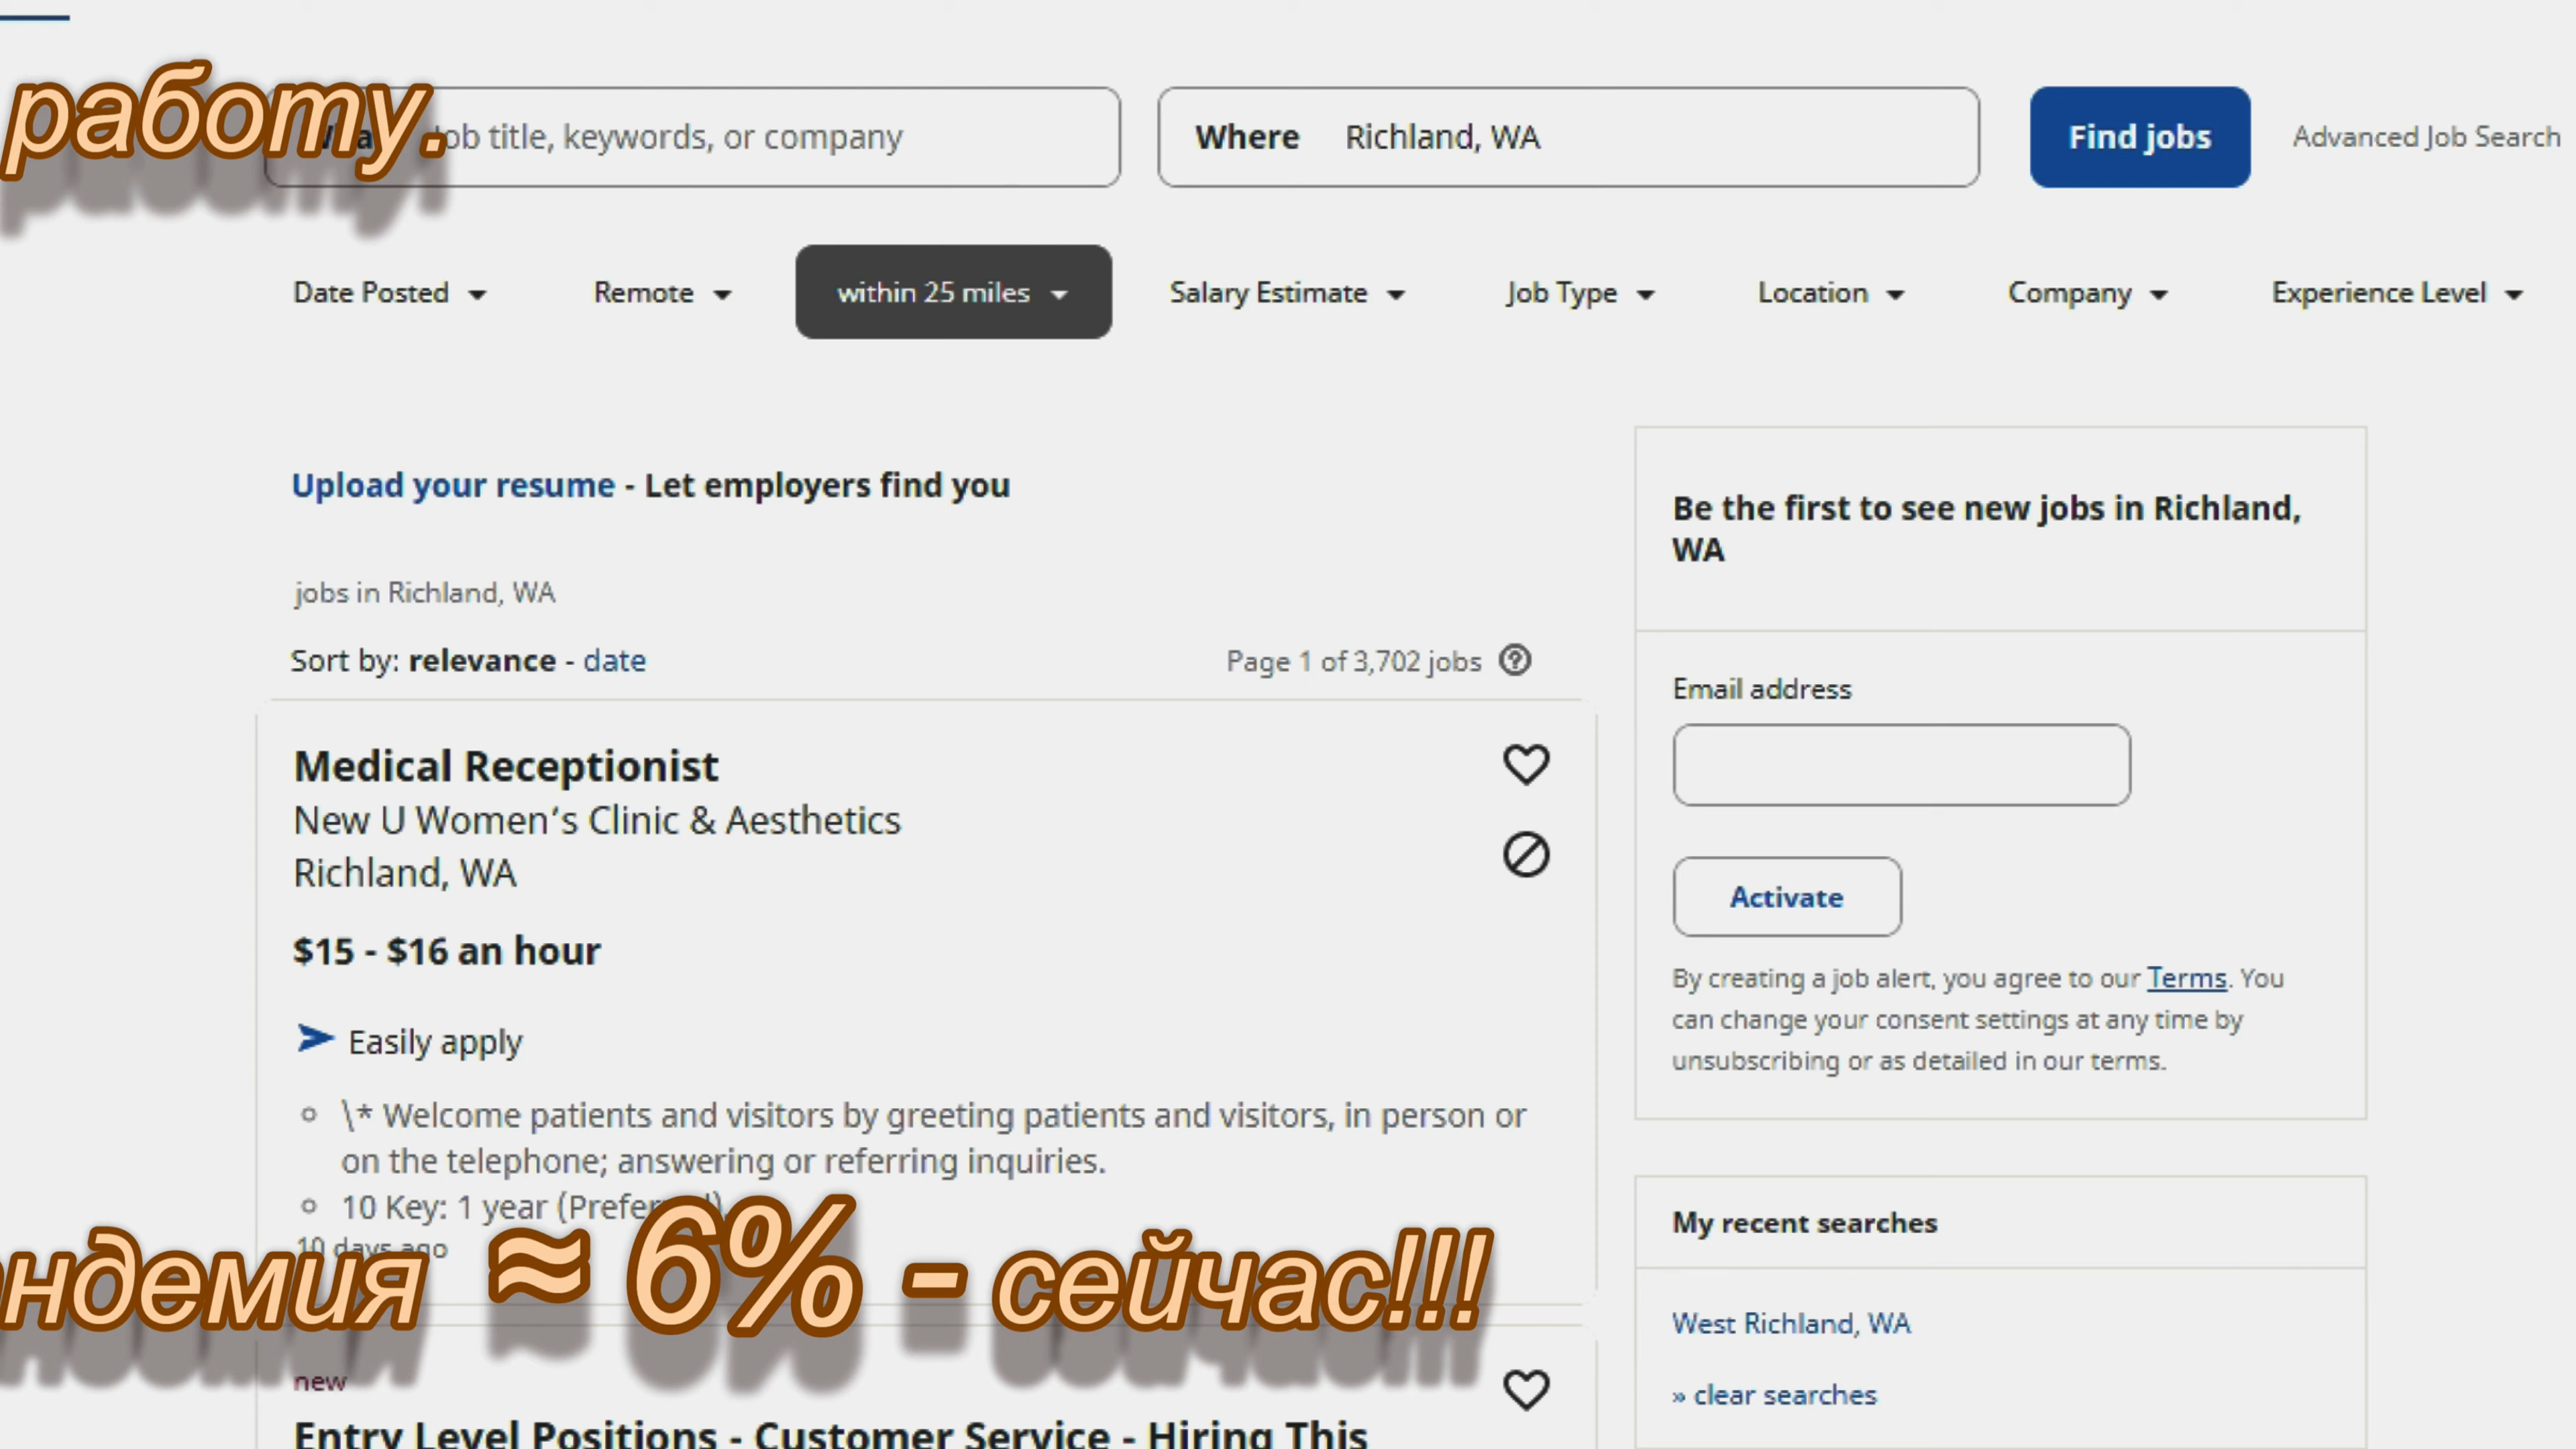 работу.
job title, keywords, or company
Where Richland, WA
Find jobs
Advanced Job Search
Date Posted
Remote
within 25 miles
Salary Estimate
Job Type
Location
Company
Experience Level
Upload your resume - Let employers find you
jobs in Richland, WA
Sort by: relevance - date
Page 1 of 3,702 jobs
Medical Receptionist
New U Women's Clinic & Aesthetics
Richland, WA
$15 - $16 an hour
Easily apply
\* Welcome patients and visitors by greeting patients and visitors, in person or
on the telephone; answering or referring inquiries.
10 Key: 1 year
10 days ago
ндемия ≈ 6% - сейчас!!!
new
Entry Level Positions - Customer Service - Hiring This
Be the first to see new jobs in Richland,
WA
Email address
Activate
By creating a job alert, you agree to our Terms. You
can change your consent settings at any time by
unsubscribing or as detailed in our terms.
My recent searches
West Richland, WA
» clear searches